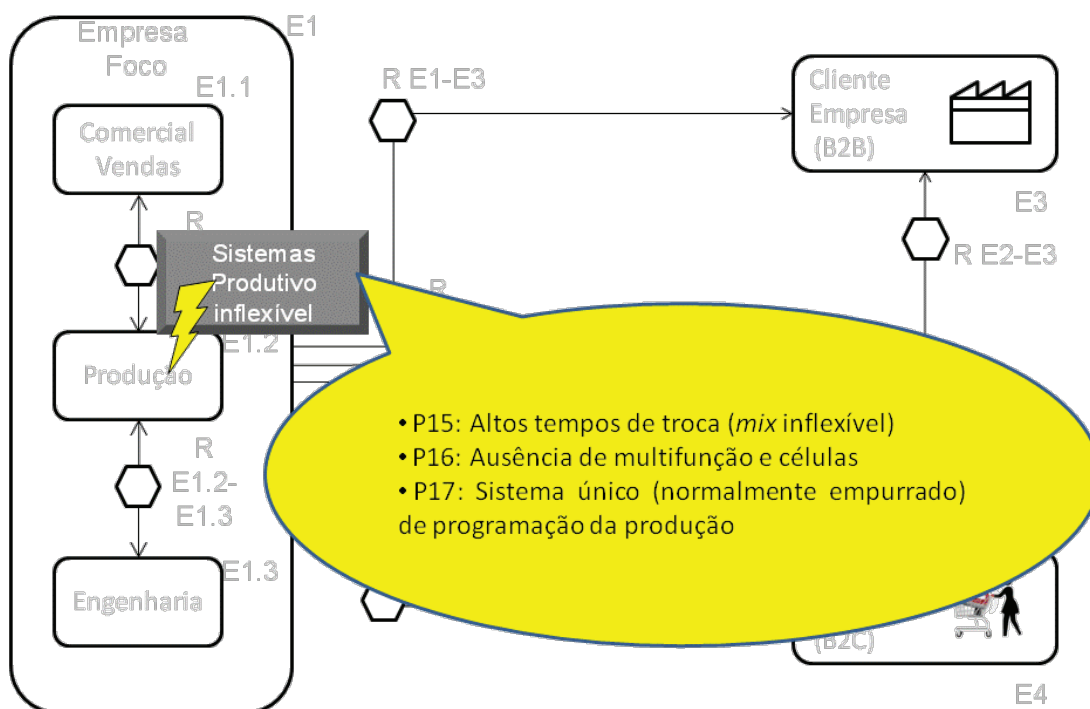 E1
Empresa
Foco
E1.1
Comercial
Vendas
R
Sistemas
Produtivo
inflexível
E1.2
Produção
R
E1.2-
E1.3
E1.3
Engenharia
R E1-E3
Cliente
Empresa
(B2B)
E3
R E2-E3
R
• P15: Altos tempos de troca (mix inflexível)
• P16: Ausência de multifunção e células
• P17: Sistema único (normalmente empurrado)
de programação da produção
(B2C)
E4